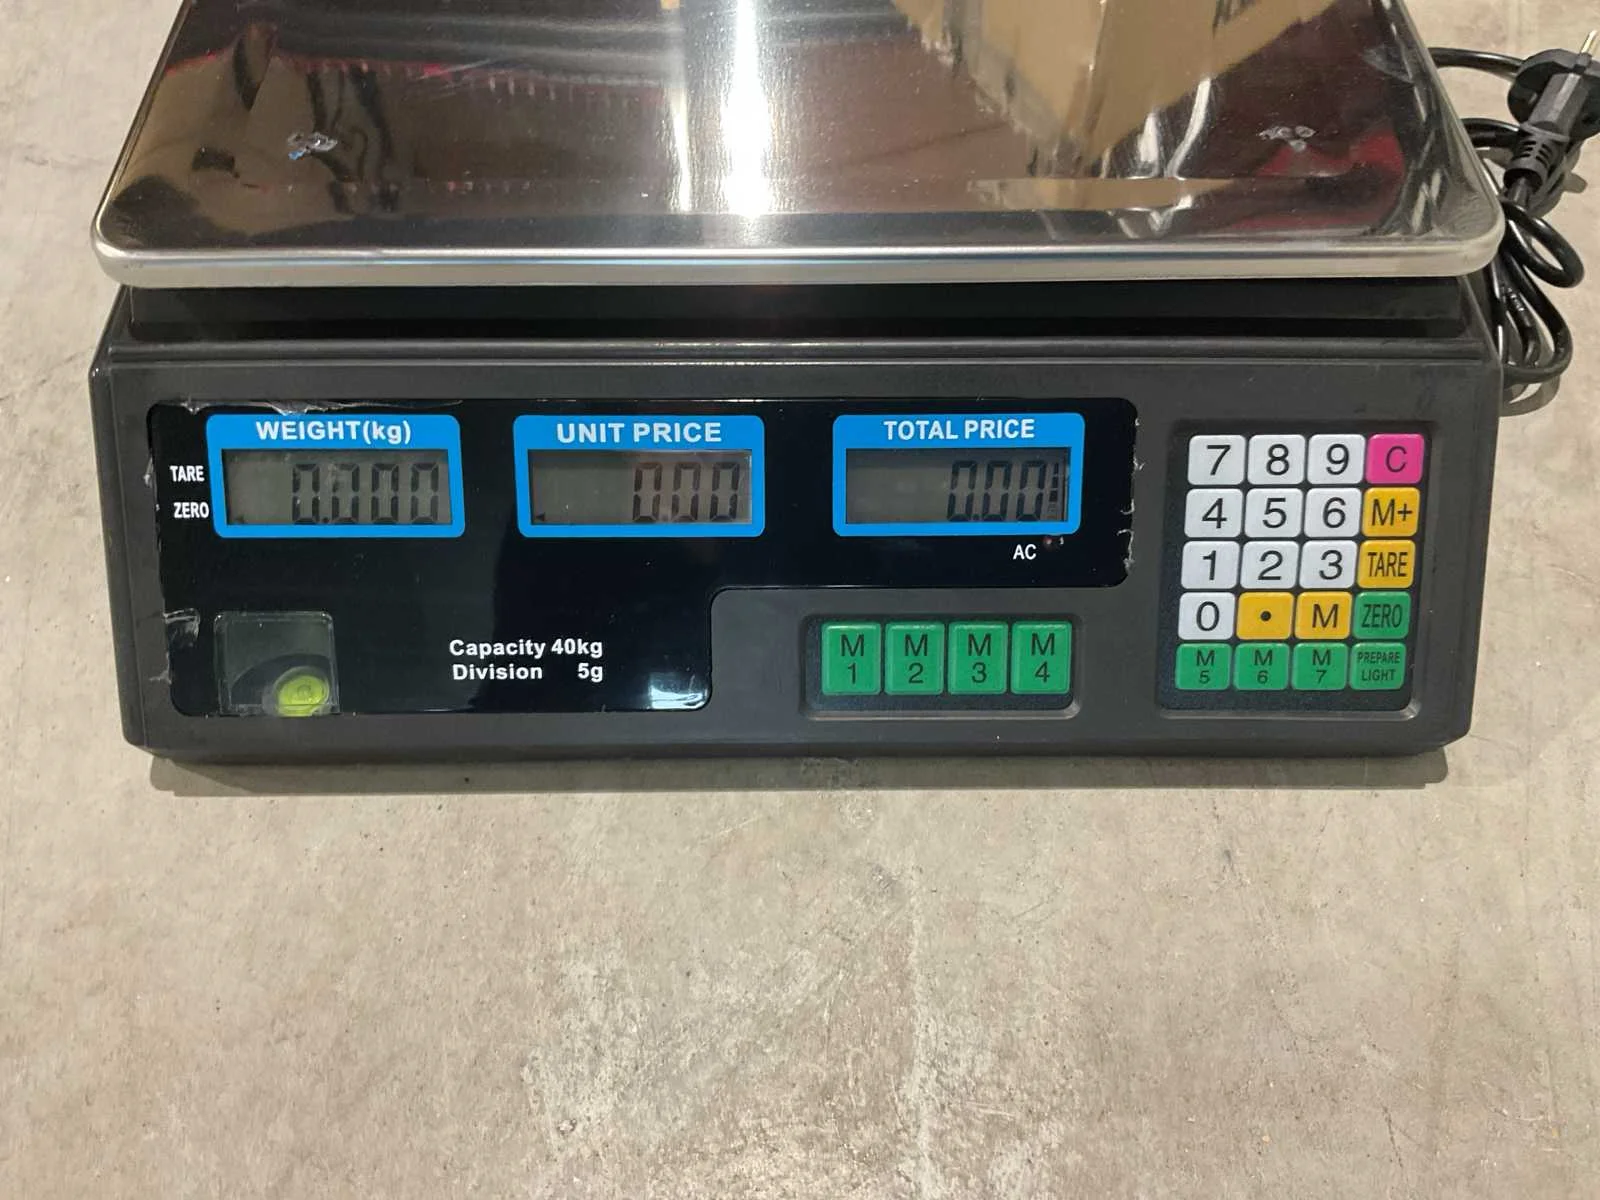 WEIGHT(kg)
UNIT PRICE
TOTAL PRICE
TARE
0.000
0.00
0.00
ZERO
AC
Capacity 40kg
Division 5g
M 1
M 2
M 3
M 4
7 8 9 C
4 5 6 M+
1 2 3 TARE
0 . M ZERO
M 5
M 6
M 7
PREPARE LIGHT